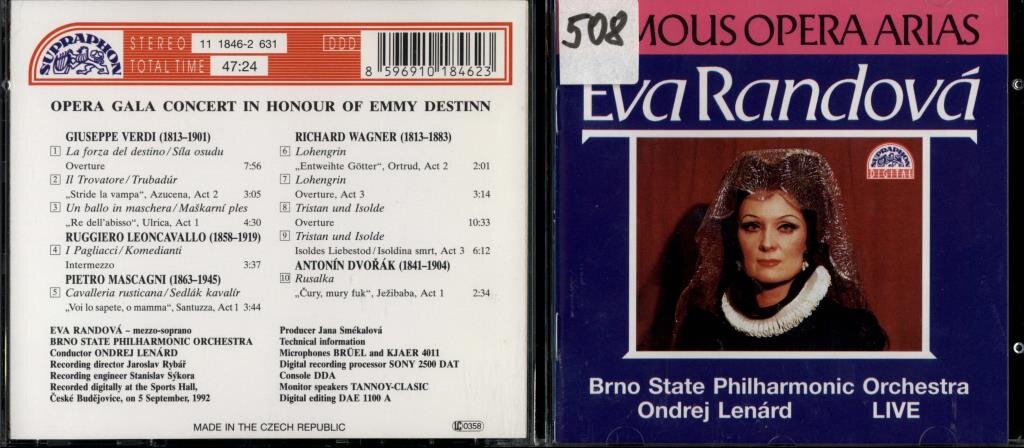 SUPRAPHON
STEREO 11 1846-2 631 DDD
TOTAL TIME 47:24
8 596910 184623
OPERA GALA CONCERT IN HONOUR OF EMMY DESTINN
GIUSEPPE VERDI (1813–1901)
1 La forza del destino/Síla osudu
Overture 7:56
2 Il Trovatore/Trubadúr
„Stride la vampa“, Azucena, Act 2 3:05
3 Un ballo in maschera/Maškarní ples
„Re dell'abisso“, Ulrica, Act 1 4:30
RUGGIERO LEONCAVALLO (1858–1919)
4 I Pagliacci/Komedianti
Intermezzo 3:37
PIETRO MASCAGNI (1863–1945)
5 Cavalleria rusticana/Sedlák kavalír
„Voi lo sapete, o mamma“, Santuzza, Act 1 3:44
RICHARD WAGNER (1813–1883)
6 Lohengrin
„Entweihte Götter“, Ortrud, Act 2 2:01
7 Lohengrin
Overture, Act 3 3:14
8 Tristan und Isolde
Overture 10:33
9 Tristan und Isolde
Isoldes Liebestod/Isoldina smrt, Act 3 6:12
ANTONÍN DVOŘÁK (1841–1904)
10 Rusalka
„Čury, mury fuk“, Ježibaba, Act 1 2:34
EVA RANDOVÁ – mezzo-soprano
BRNO STATE PHILHARMONIC ORCHESTRA
Conductor ONDREJ LENÁRD
Recording director Jaroslav Rybář
Recording engineer Stanislav Sýkora
Recorded digitally at the Sports Hall,
České Budějovice, on 5 September, 1992
Producer Jana Smékalová
Technical information
Microphones BRÜEL and KJAER 4011
Digital recording processor SONY 2500 DAT
Console DDA
Monitor speakers TANNOY-CLASIC
Digital editing DAE 1100 A
MADE IN THE CZECH REPUBLIC
LC 0358
508
MOUS OPERA ARIAS
Eva Randová
SUPRAPHON
DIGITAL
Brno State Philharmonic Orchestra
Ondrej Lenárd LIVE